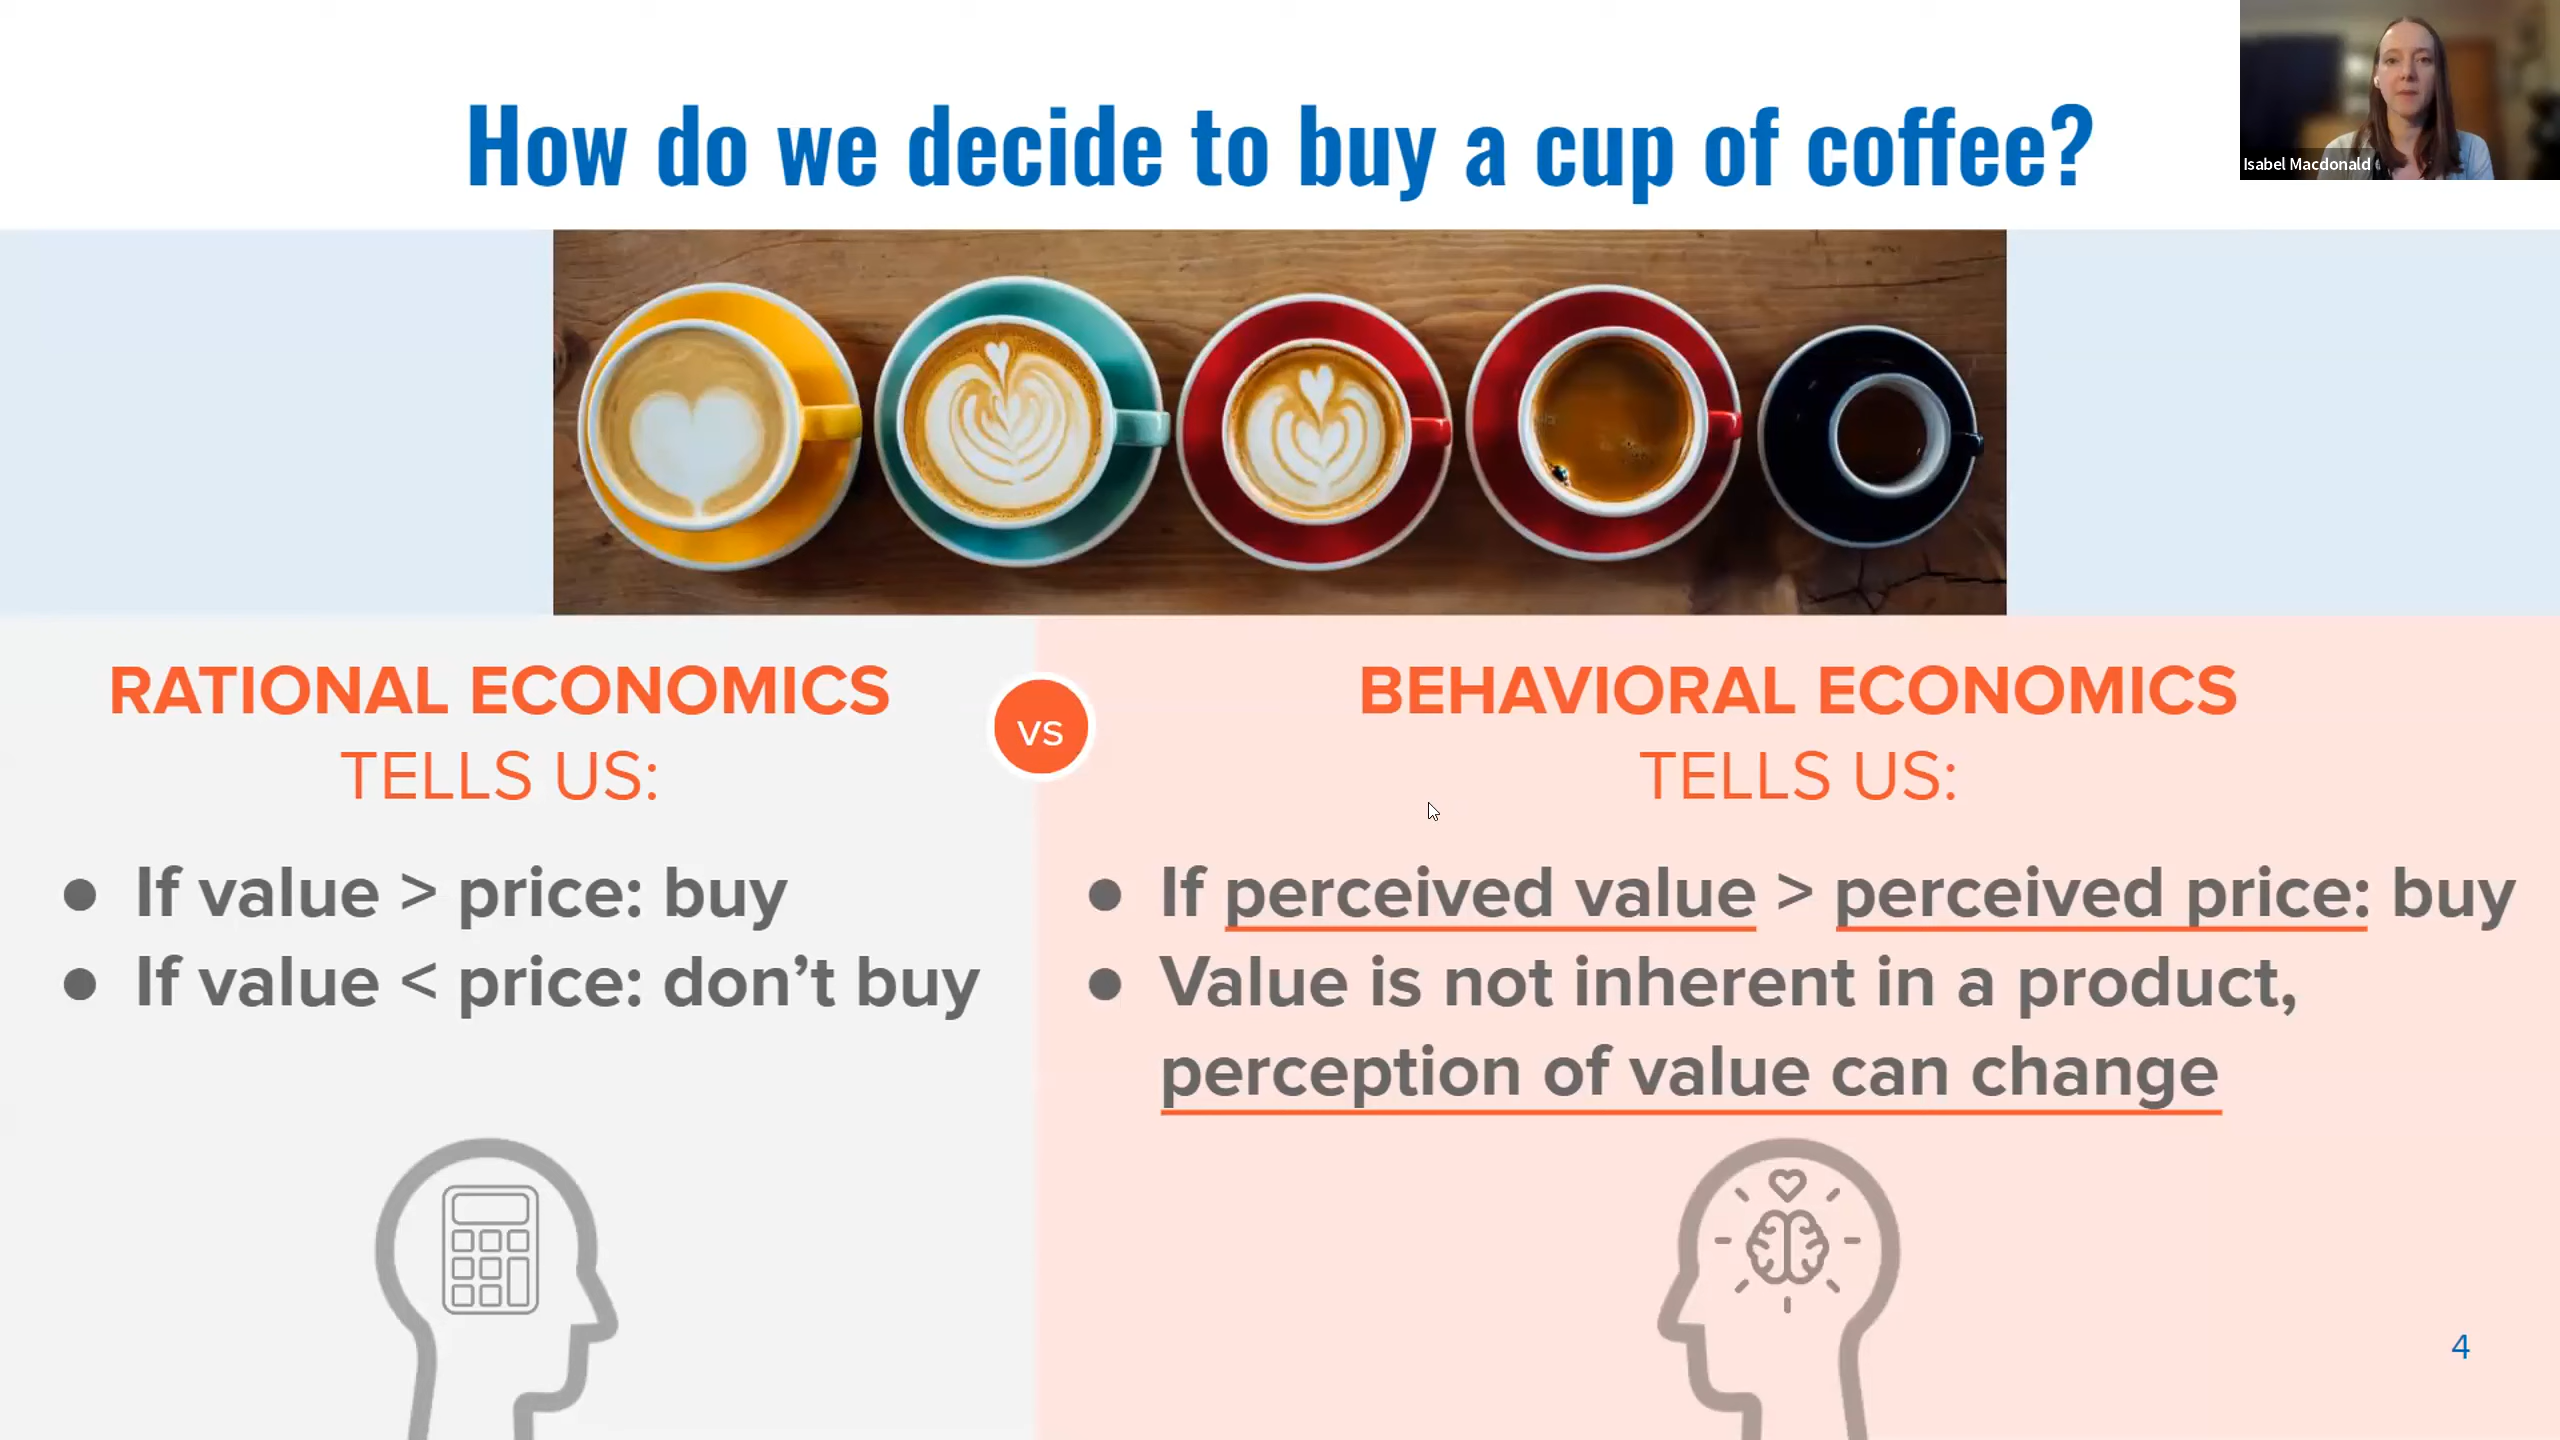 How do we decide to buy a cup of coffee?
Isabel Macdonald
RATIONAL ECONOMICS
TELLS US:
● If value > price: buy
● If value < price: don’t buy
vs
BEHAVIORAL ECONOMICS
TELLS US:
● If perceived value > perceived price: buy
● Value is not inherent in a product,
perception of value can change
4